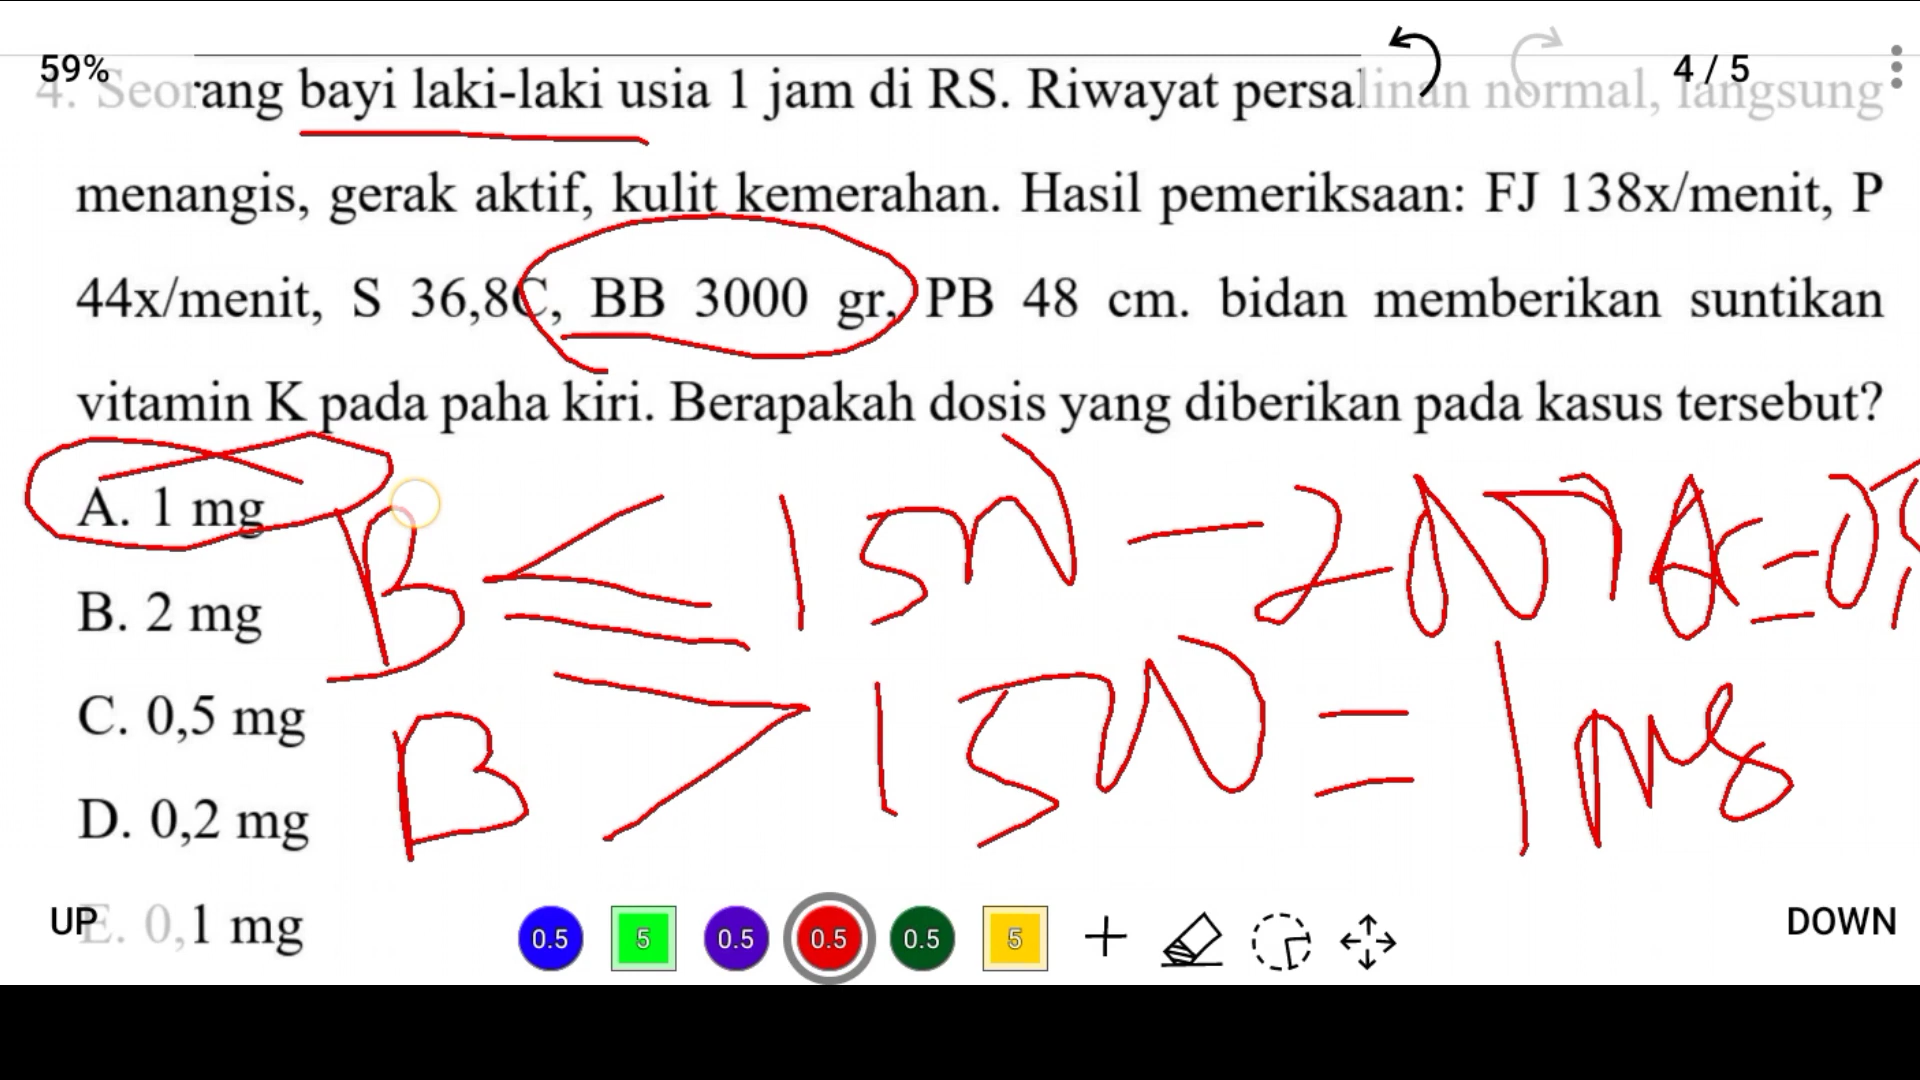 59%
4 / 5
4. Seorang bayi laki-laki usia 1 jam di RS. Riwayat persalinan normal, langsung
menangis, gerak aktif, kulit kemerahan. Hasil pemeriksaan: FJ 138x/menit, P
44x/menit, S 36,8C, BB 3000 gr, PB 48 cm. bidan memberikan suntikan
vitamin K pada paha kiri. Berapakah dosis yang diberikan pada kasus tersebut?
A. 1 mg
B. 2 mg
C. 0,5 mg
D. 0,2 mg
E. 0,1 mg
B > 1500 = 1 mg
UP
0.5 5 0.5 0.5 0.5 5
DOWN